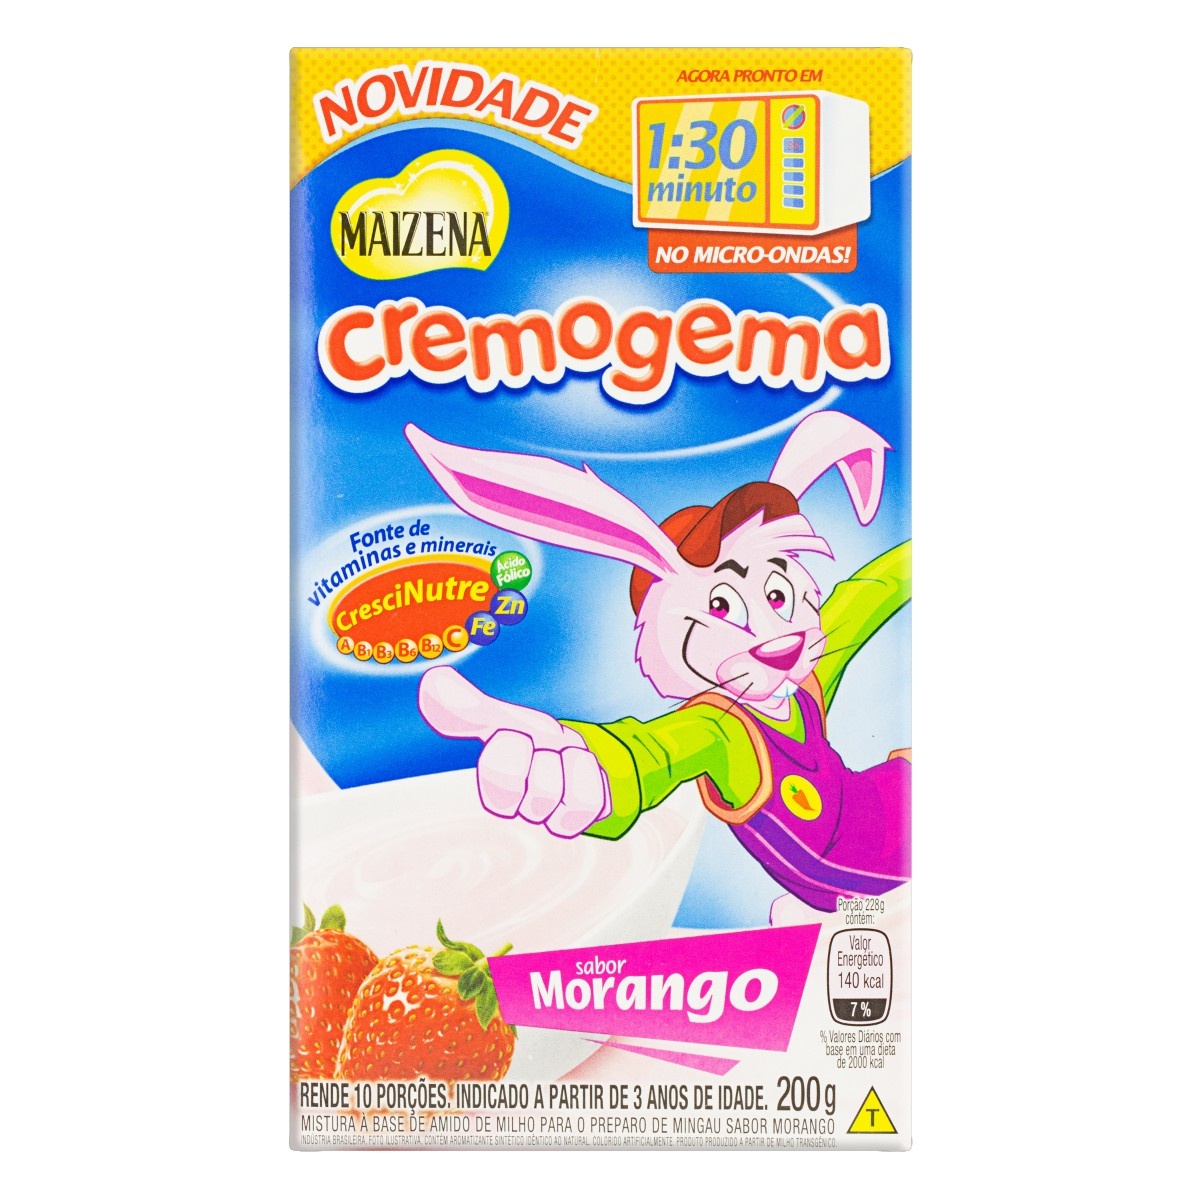 NOVIDADE
AGORA PRONTO EM
1:30
minuto
NO MICRO-ONDAS!
MAIZENA
cremogema
Fonte de
vitaminas e minerais
CresciNutre
Ácido
Fólico
Zn
Fe
A B1 B3 B6 B12 C
Porção 228g
contém:
Valor
Energético
140 kcal
7%
% Valores Diários com
base em uma dieta
de 2000 kcal
sabor
Morango
RENDE 10 PORÇÕES. INDICADO A PARTIR DE 3 ANOS DE IDADE. 200g
MISTURA À BASE DE AMIDO DE MILHO PARA O PREPARO DE MINGAU SABOR MORANGO
INDÚSTRIA BRASILEIRA. FOTO ILUSTRATIVA. CONTÉM AROMATIZANTE SINTÉTICO IDÊNTICO AO NATURAL. COLORIDO ARTIFICIALMENTE. PRODUTO PRODUZIDO A PARTIR DE MILHO TRANSGÊNICO.
T